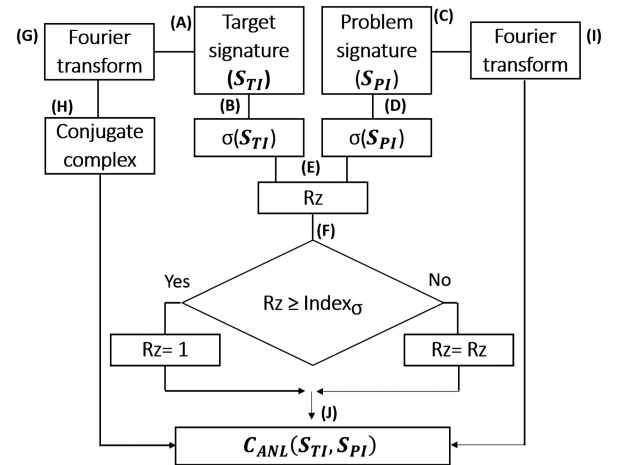 (G)
Fourier
transform
(A)
Target
signature
(S_TI)
Problem
signature
(S_PI)
(C)
Fourier
transform
(I)
(H)
Conjugate
complex
(B)
σ(S_TI)
(D)
σ(S_PI)
(E)
Rz
(F)
Yes
No
Rz ≥ Index_σ
Rz= 1
Rz= Rz
(J)
C_ANL(S_TI, S_PI)